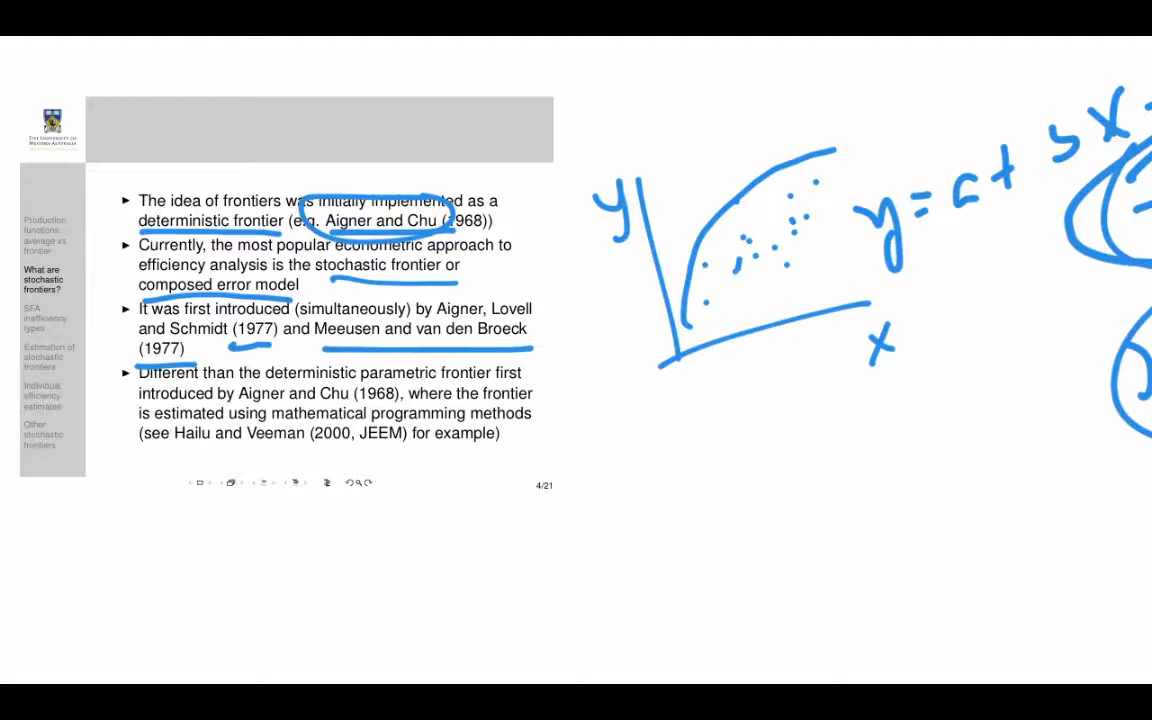 THE UNIVERSITY OF
WESTERN AUSTRALIA
Production
functions:
average vs
frontier
What are
stochastic
frontiers?
SFA
inefficiency
types
Estimation of
stochastic
frontiers
Individual
efficiency
estimates
Other
stochastic
frontiers
▶ The idea of frontiers was initially implemented as a
deterministic frontier (e.g. Aigner and Chu (1968))
▶ Currently, the most popular econometric approach to
efficiency analysis is the stochastic frontier or
composed error model
▶ It was first introduced (simultaneously) by Aigner, Lovell
and Schmidt (1977) and Meeusen and van den Broeck
(1977)
▶ Different than the deterministic parametric frontier first
introduced by Aigner and Chu (1968), where the frontier
is estimated using mathematical programming methods
(see Hailu and Veeman (2000, JEEM) for example)
4/21
y
x
y = a +
x